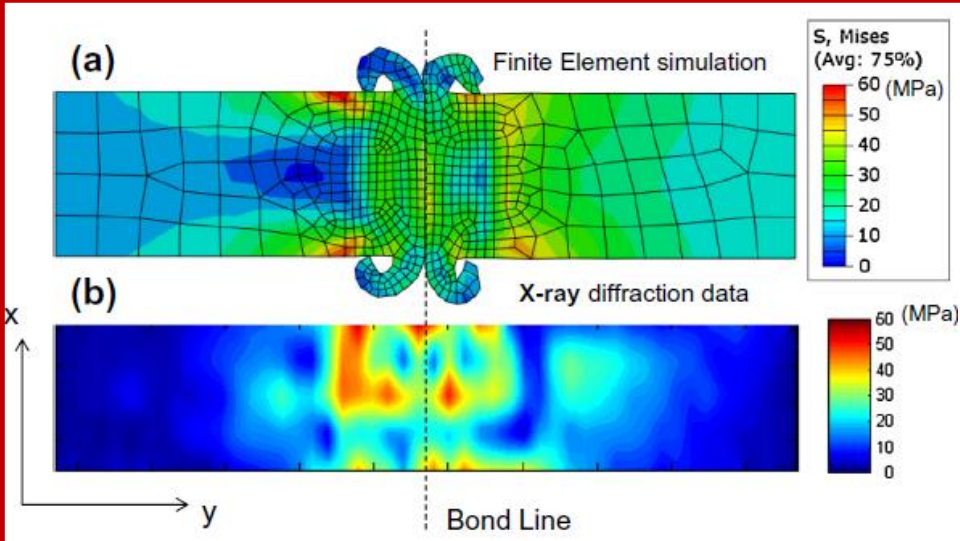 (a)
Finite Element simulation
S, Mises
(Avg: 75%)
60 (MPa)
50
40
30
20
10
0
(b)
X-ray diffraction data
x
y
Bond Line
(MPa)
60
50
40
30
20
10
0